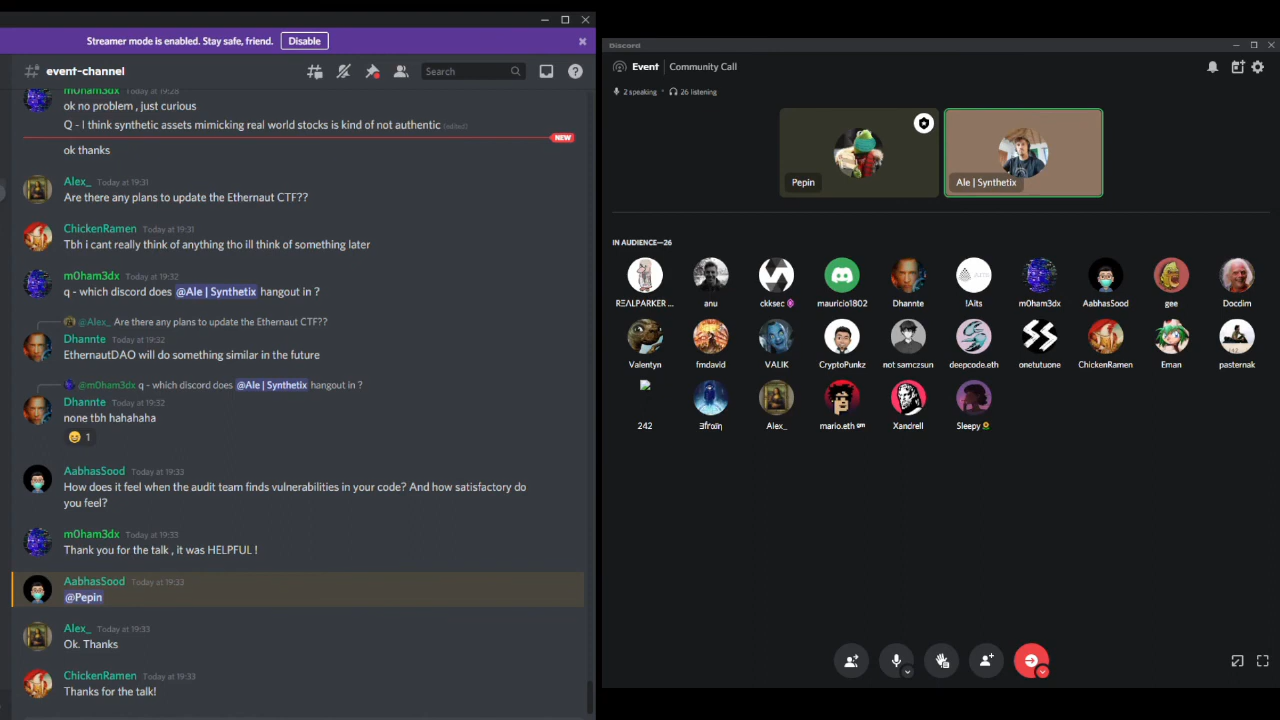 Streamer mode is enabled. Stay safe, friend. Disable
event-channel
Search
m0ham3dx Today at 19:28
ok no problem , just curious
Q - I think synthetic assets mimicking real world stocks is kind of not authentic (edited)
NEW
ok thanks
Alex_ Today at 19:31
Are there any plans to update the Ethernaut CTF??
ChickenRamen Today at 19:31
Tbh i cant really think of anything tho ill think of something later
m0ham3dx Today at 19:32
q - which discord does @Ale | Synthetix hangout in ?
@Alex_ Are there any plans to update the Ethernaut CTF??
Dhannte Today at 19:32
EthernautDAO will do something similar in the future
@m0ham3dx q - which discord does @Ale | Synthetix hangout in ?
Dhannte Today at 19:32
none tbh hahahaha
1
AabhasSood Today at 19:33
How does it feel when the audit team finds vulnerabilities in your code? And how satisfactory do
you feel?
m0ham3dx Today at 19:33
Thank you for the talk , it was HELPFUL !
AabhasSood Today at 19:33
@Pepin
Alex_ Today at 19:33
Ok. Thanks
ChickenRamen Today at 19:33
Thanks for the talk!
Discord
Event Community Call
2 speaking • 26 listening
Pepin
Ale | Synthetix
IN AUDIENCE—26
REALPARKER ... anu ckksec mauricio1802 Dhannte !Aits m0ham3dx AabhasSood gee Docdim
Valentyn fmdavid VALIK CryptoPunkz not samczsun deepcode.eth onetutuone ChickenRamen Eman pasternak
242 Alex_ mario.eth Xandrell Sleepy